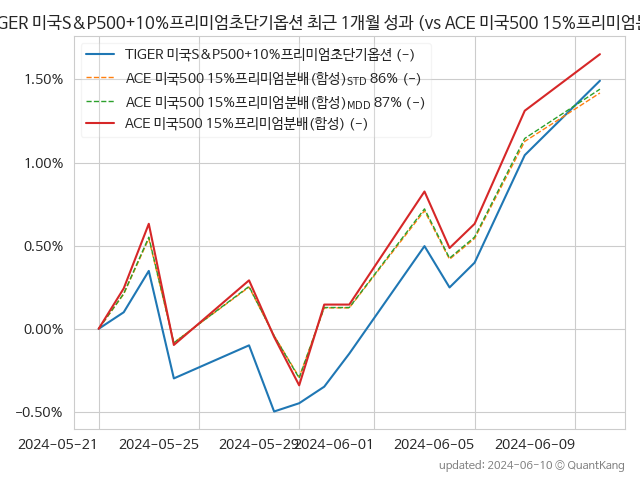 GER 미국S&P500+10%프리미엄초단기옵션 최근 1개월 성과 (vs ACE 미국500 15%프리미엄분
TIGER 미국S&P500+10%프리미엄초단기옵션 (-)
ACE 미국500 15%프리미엄분배(합성)STD 86% (-)
ACE 미국500 15%프리미엄분배(합성)MDD 87% (-)
ACE 미국500 15%프리미엄분배(합성) (-)
1.50%
1.00%
0.50%
0.00%
-0.50%
2024-05-21 2024-05-25 2024-05-29 2024-06-01 2024-06-05 2024-06-09
updated: 2024-06-10 © QuantKang